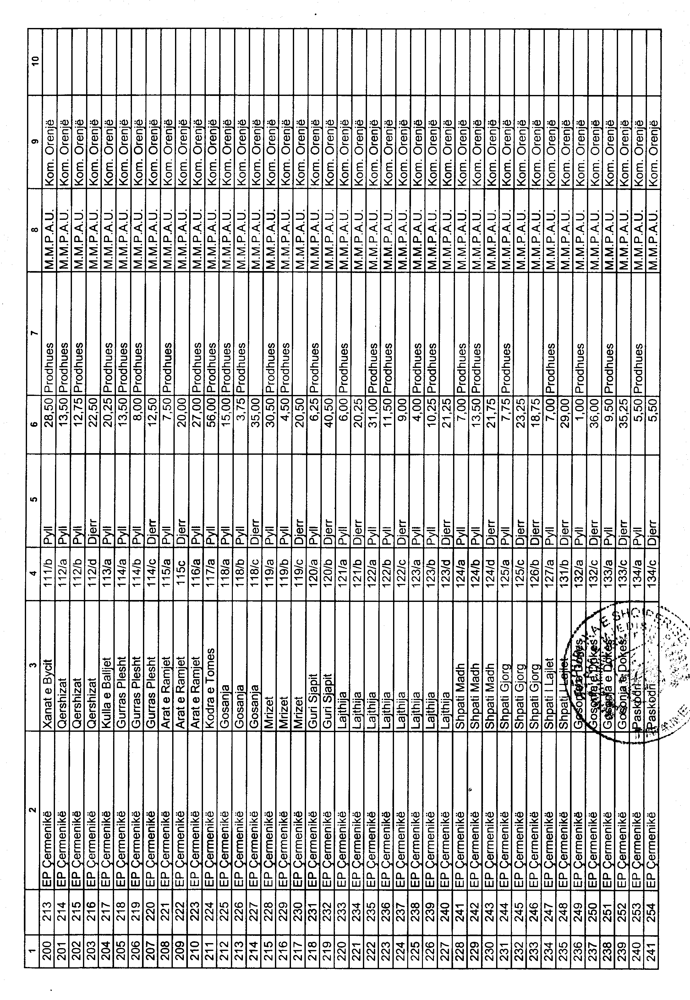 1 2 3 4 5 6 7 8 9 10
200 213 EP Çermenikë Xanat e Bycit 111/b Pyll 28,50 Prodhues M.M.P.A.U. Kom. Orenjë
201 214 EP Çermenikë Qershizat 112/a Pyll 13,50 Prodhues M.M.P.A.U. Kom. Orenjë
202 215 EP Çermenikë Qershizat 112/b Pyll 12,75 Prodhues M.M.P.A.U. Kom. Orenjë
203 216 EP Çermenikë Qershizat 112/d Djerr 22,50 M.M.P.A.U. Kom. Orenjë
204 217 EP Çermenikë Kulla e Balljet 113/a Pyll 20,25 Prodhues M.M.P.A.U. Kom. Orenjë
205 218 EP Çermenikë Gurras Plesht 114/a Pyll 13,50 Prodhues M.M.P.A.U. Kom. Orenjë
206 219 EP Çermenikë Gurras Plesht 114/b Pyll 8,00 Prodhues M.M.P.A.U. Kom. Orenjë
207 220 EP Çermenikë Gurras Plesht 114/c Djerr 12,50 M.M.P.A.U. Kom. Orenjë
208 221 EP Çermenikë Arat e Ramjet 115/a Pyll 7,50 Prodhues M.M.P.A.U. Kom. Orenjë
209 222 EP Çermenikë Arat e Ramjet 115c Djerr 20,00 M.M.P.A.U. Kom. Orenjë
210 223 EP Çermenikë Arat e Ramjet 116/a Pyll 27,00 Prodhues M.M.P.A.U. Kom. Orenjë
211 224 EP Çermenikë Kodra e Tomes 117/a Pyll 56,00 Prodhues M.M.P.A.U. Kom. Orenjë
212 225 EP Çermenikë Gosanja 118/a Pyll 15,00 Prodhues M.M.P.A.U. Kom. Orenjë
213 226 EP Çermenikë Gosanja 118/b Pyll 3,75 Prodhues M.M.P.A.U. Kom. Orenjë
214 227 EP Çermenikë Gosanja 118/c Djerr 35,00 M.M.P.A.U. Kom. Orenjë
215 228 EP Çermenikë Mrizet 119/a Pyll 30,50 Prodhues M.M.P.A.U. Kom. Orenjë
216 229 EP Çermenikë Mrizet 119/b Pyll 4,50 Prodhues M.M.P.A.U. Kom. Orenjë
217 230 EP Çermenikë Mrizet 119/c Djerr 20,50 M.M.P.A.U. Kom. Orenjë
218 231 EP Çermenikë Guri Sjapit 120/a Pyll 6,25 Prodhues M.M.P.A.U. Kom. Orenjë
219 232 EP Çermenikë Guri Sjapit 120/b Djerr 40,50 M.M.P.A.U. Kom. Orenjë
220 233 EP Çermenikë Lajthija 121/a Pyll 6,00 Prodhues M.M.P.A.U. Kom. Orenjë
221 234 EP Çermenikë Lajthija 121/b Djerr 20,25 M.M.P.A.U. Kom. Orenjë
222 235 EP Çermenikë Lajthija 122/a Pyll 31,00 Prodhues M.M.P.A.U. Kom. Orenjë
223 236 EP Çermenikë Lajthija 122/b Pyll 11,50 Prodhues M.M.P.A.U. Kom. Orenjë
224 237 EP Çermenikë Lajthija 122/c Djerr 9,00 M.M.P.A.U. Kom. Orenjë
225 238 EP Çermenikë Lajthija 123/a Pyll 4,00 Prodhues M.M.P.A.U. Kom. Orenjë
226 239 EP Çermenikë Lajthija 123/b Pyll 10,25 Prodhues M.M.P.A.U. Kom. Orenjë
227 240 EP Çermenikë Lajthija 123/d Djerr 21,25 M.M.P.A.U. Kom. Orenjë
228 241 EP Çermenikë Shpati Madh 124/a Pyll 7,00 Prodhues M.M.P.A.U. Kom. Orenjë
229 242 EP Çermenikë Shpati Madh 124/b Pyll 13,50 Prodhues M.M.P.A.U. Kom. Orenjë
230 243 EP Çermenikë Shpati Madh 124/d Djerr 21,75 M.M.P.A.U. Kom. Orenjë
231 244 EP Çermenikë Shpati Gjorg 125/a Pyll 7,75 Prodhues M.M.P.A.U. Kom. Orenjë
232 245 EP Çermenikë Shpati Gjorg 125/c Djerr 23,25 M.M.P.A.U. Kom. Orenjë
233 246 EP Çermenikë Shpati Gjorg 126/b Djerr 18,75 M.M.P.A.U. Kom. Orenjë
234 247 EP Çermenikë Shpati I Lajlet 127/a Pyll 7,00 Prodhues M.M.P.A.U. Kom. Orenjë
235 248 EP Çermenikë Shpati I Lajlet 131/b Djerr 29,00 M.M.P.A.U. Kom. Orenjë
236 249 EP Çermenikë Gosonja e Dokes 132/a Pyll 1,00 Prodhues M.M.P.A.U. Kom. Orenjë
237 250 EP Çermenikë Gosonja e Dokes 132/c Djerr 36,00 M.M.P.A.U. Kom. Orenjë
238 251 EP Çermenikë Gosonja e Dokes 133/a Pyll 9,50 Prodhues M.M.P.A.U. Kom. Orenjë
239 252 EP Çermenikë Gosonja e Dokes 133/c Djerr 35,25 M.M.P.A.U. Kom. Orenjë
240 253 EP Çermenikë Paskodri 134/a Pyll 5,50 Prodhues M.M.P.A.U. Kom. Orenjë
241 254 EP Çermenikë Paskodri 134/c Djerr 5,50 M.M.P.A.U. Kom. Orenjë
E SHQIPERISE